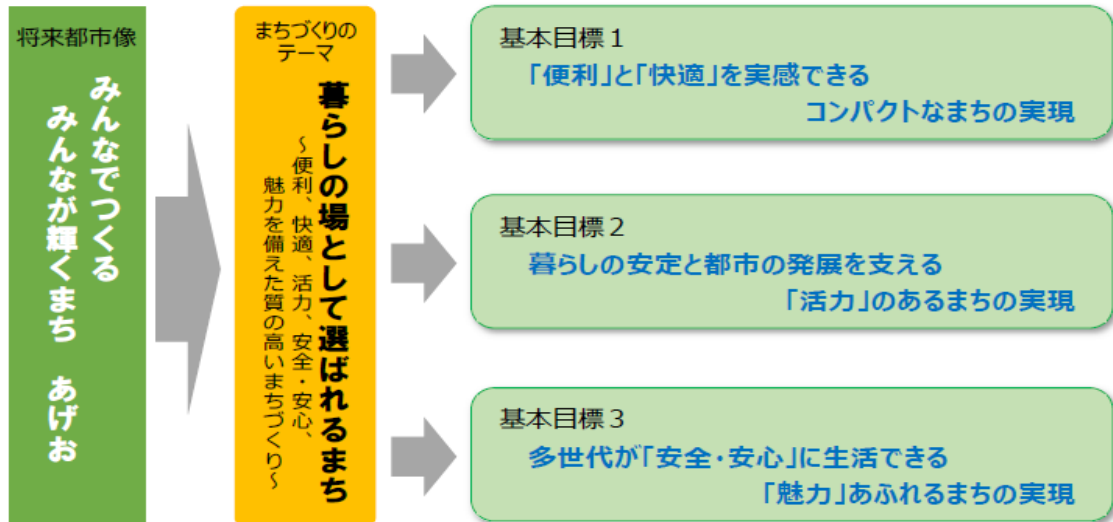 将来都市像
みんなでつくる
みんなが輝くまち　あげお
まちづくりの
テーマ
暮らしの場として選ばれるまち
～便利、快適、活力、安全・安心、
魅力を備えた質の高いまちづくり～
基本目標１
「便利」と「快適」を実感できる
コンパクトなまちの実現
基本目標２
暮らしの安定と都市の発展を支える
「活力」のあるまちの実現
基本目標３
多世代が「安全・安心」に生活できる
「魅力」あふれるまちの実現